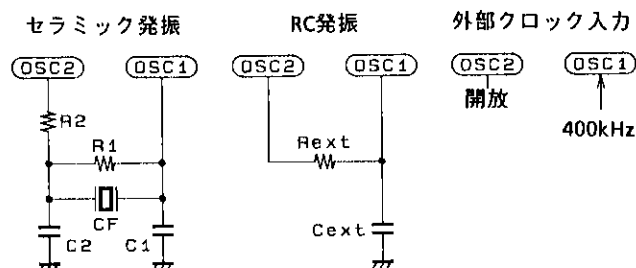 セラミック発振
RC発振
外部クロック入力
OSC2
OSC1
OSC2
OSC1
OSC2
OSC1
開放
400kHz
R2
R1
CF
C2
C1
Rext
Cext